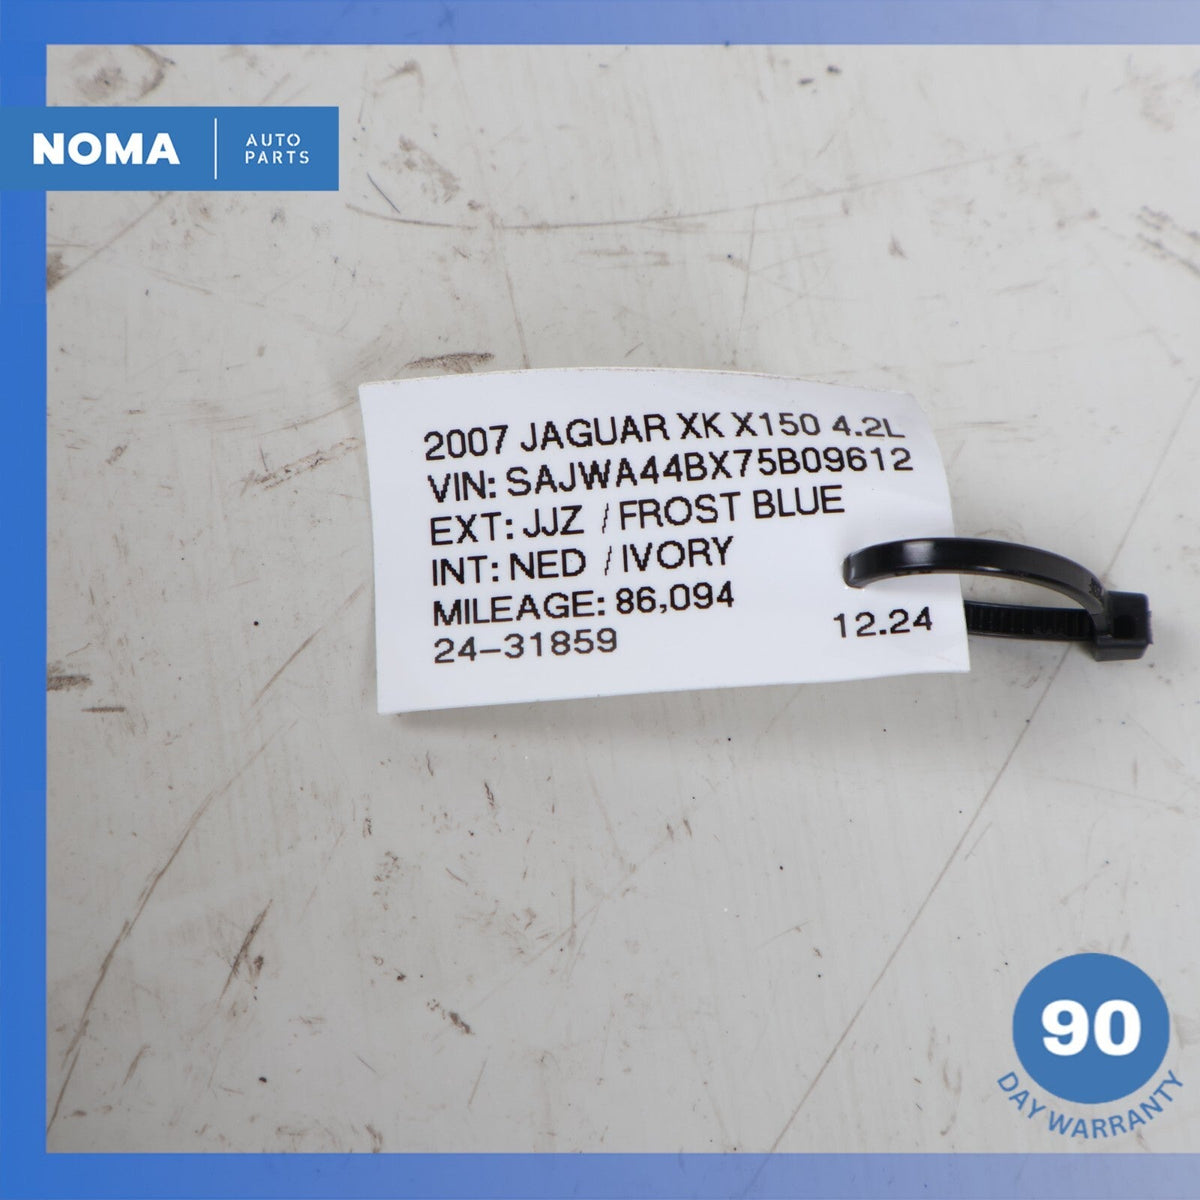 NOMA
AUTO
PARTS
2007 JAGUAR XK X150 4.2L
VIN: SAJWA44BX75B09612
EXT: JJZ / FROST BLUE
INT: NED / IVORY
MILEAGE: 86,094
24-31859
12.24
90
DAY WARRANTY